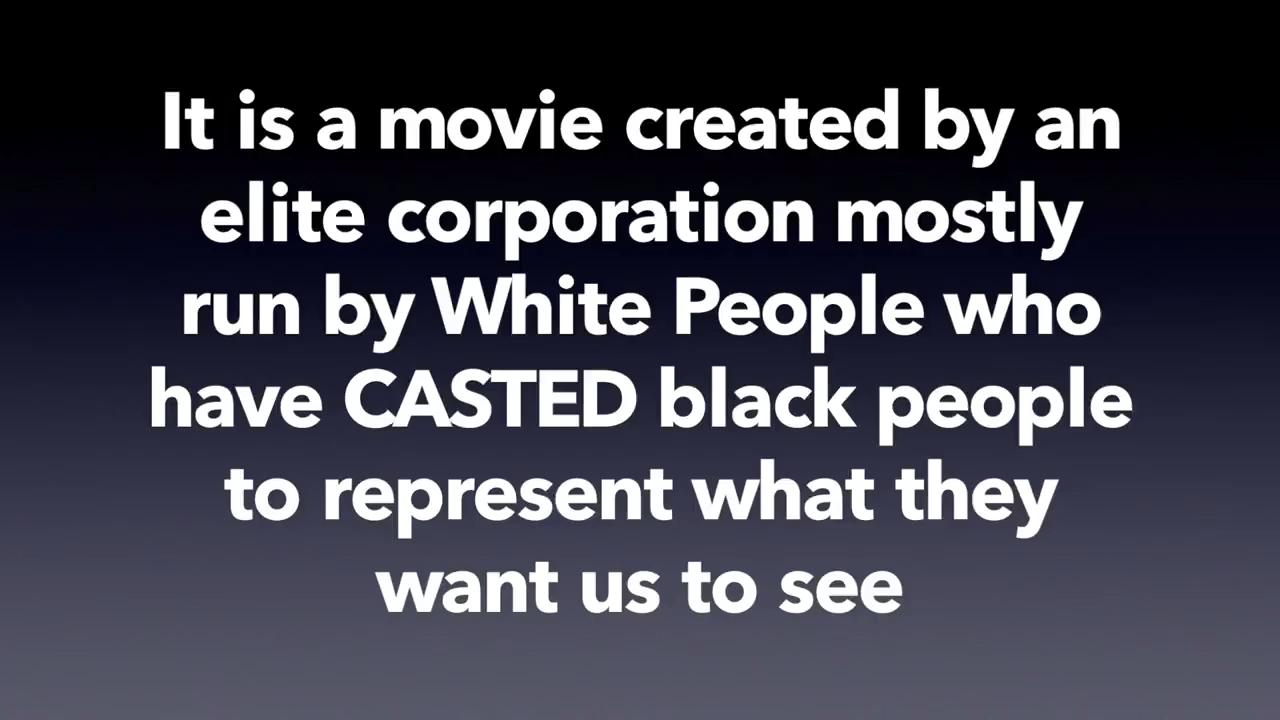 It is a movie created by an
elite corporation mostly
run by White People who
have CASTED black people
to represent what they
want us to see